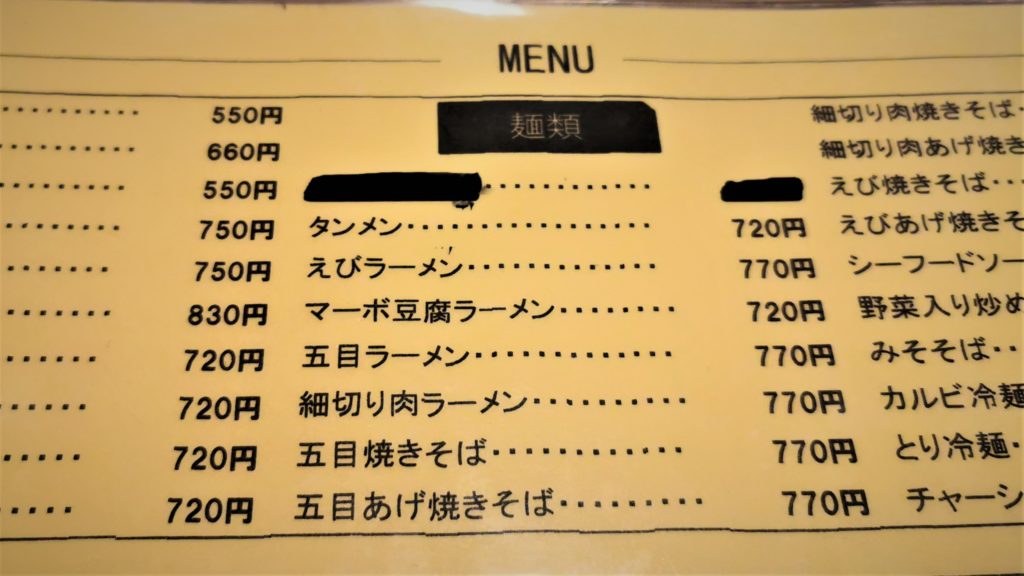 MENU
550円
660円
550円
750円
750円
830円
720円
720円
720円
720円
麺類
タンメン 720円
えびラーメン 770円
マーボ豆腐ラーメン 720円
五目ラーメン 770円
細切り肉ラーメン 770円
五目焼きそば 770円
五目あげ焼きそば 770円
細切り肉焼きそば
細切り肉あげ焼き
えび焼きそば
えびあげ焼きそ
シーフードソー
野菜入り炒め
みそそば
カルビ冷麺
とり冷麺
チャーシ